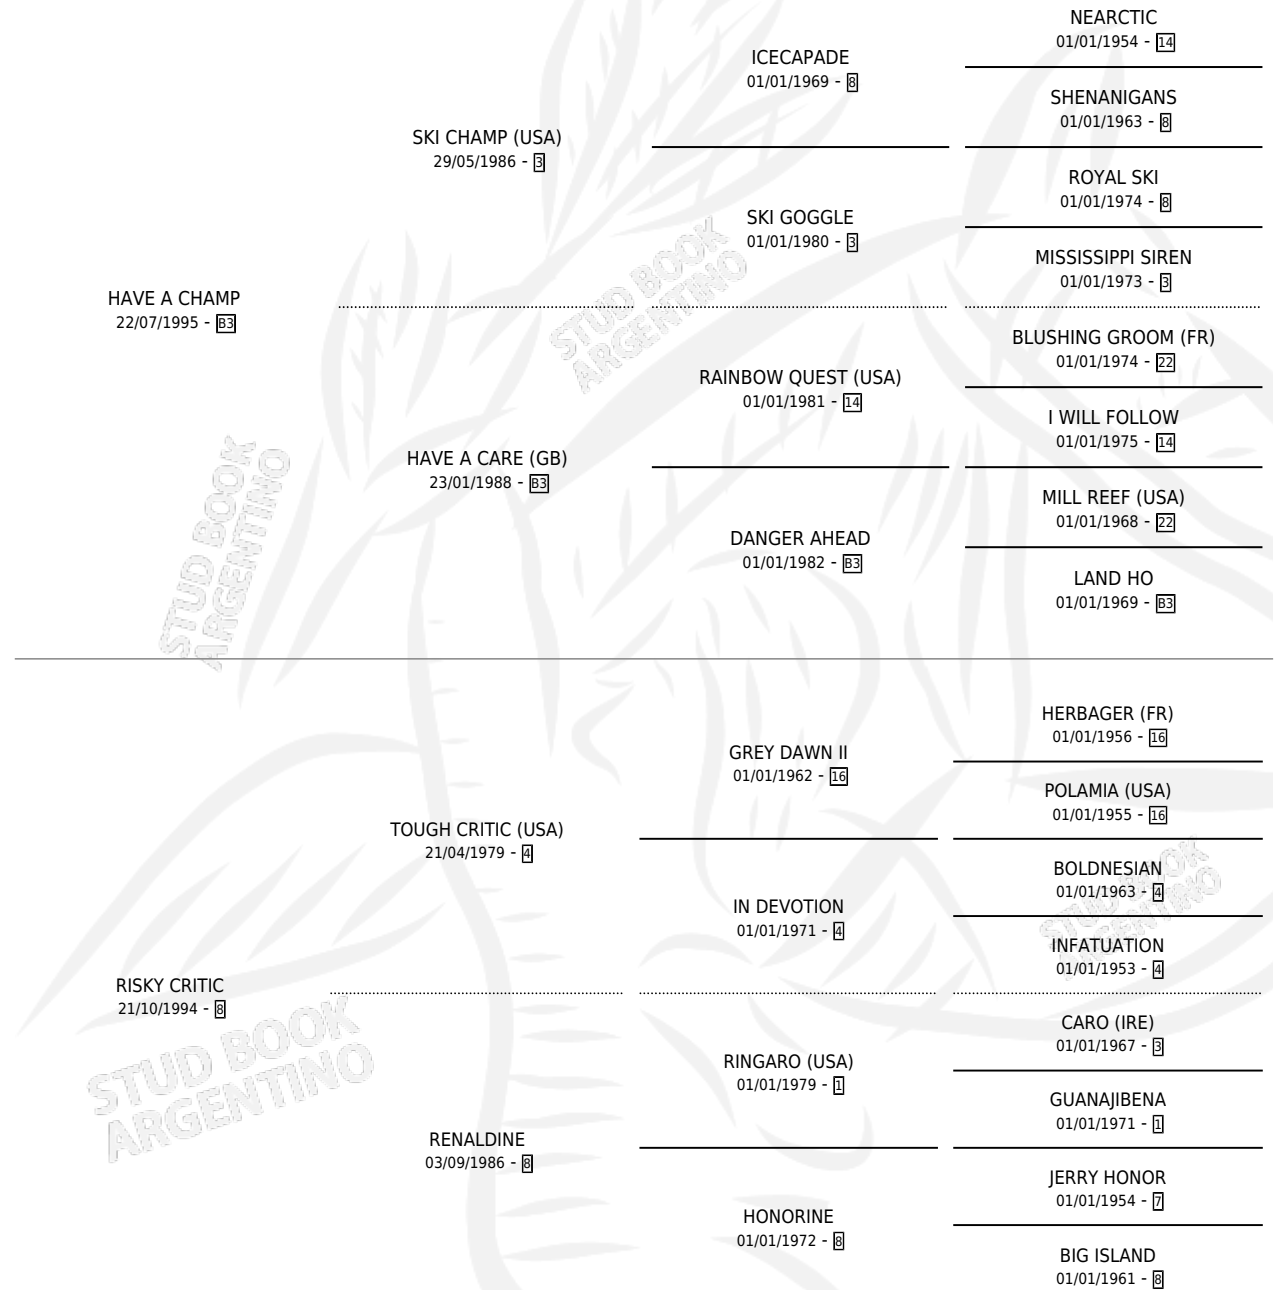 NEARCTIC
01/01/1954 - 14
ICECAPADE
01/01/1969 - 8
SHENANIGANS
01/01/1963 - 8
SKI CHAMP (USA)
29/05/1986 - 3
ROYAL SKI
01/01/1974 - 8
SKI GOGGLE
01/01/1980 - 3
MISSISSIPPI SIREN
01/01/1973 - 3
HAVE A CHAMP
22/07/1995 - B3
BLUSHING GROOM (FR)
01/01/1974 - 22
RAINBOW QUEST (USA)
01/01/1981 - 14
I WILL FOLLOW
01/01/1975 - 14
HAVE A CARE (GB)
23/01/1988 - B3
MILL REEF (USA)
01/01/1968 - 22
DANGER AHEAD
01/01/1982 - B3
LAND HO
01/01/1969 - B3
STUD BOOK
ARGENTINO
STUD BOOK
ARGENTINO
HERBAGER (FR)
01/01/1956 - 16
GREY DAWN II
01/01/1962 - 16
POLAMIA (USA)
01/01/1955 - 16
TOUGH CRITIC (USA)
21/04/1979 - 4
BOLDNESIAN
01/01/1963 - 4
IN DEVOTION
01/01/1971 - 4
INFATUATION
01/01/1953 - 4
RISKY CRITIC
21/10/1994 - 8
CARO (IRE)
01/01/1967 - 3
RINGARO (USA)
01/01/1979 - 1
GUANAJIBENA
01/01/1971 - 1
RENALDINE
03/09/1986 - 8
JERRY HONOR
01/01/1954 - 7
HONORINE
01/01/1972 - 8
BIG ISLAND
01/01/1961 - 8
STUD BOOK
ARGENTINO
STUD BOOK
ARGENTINO